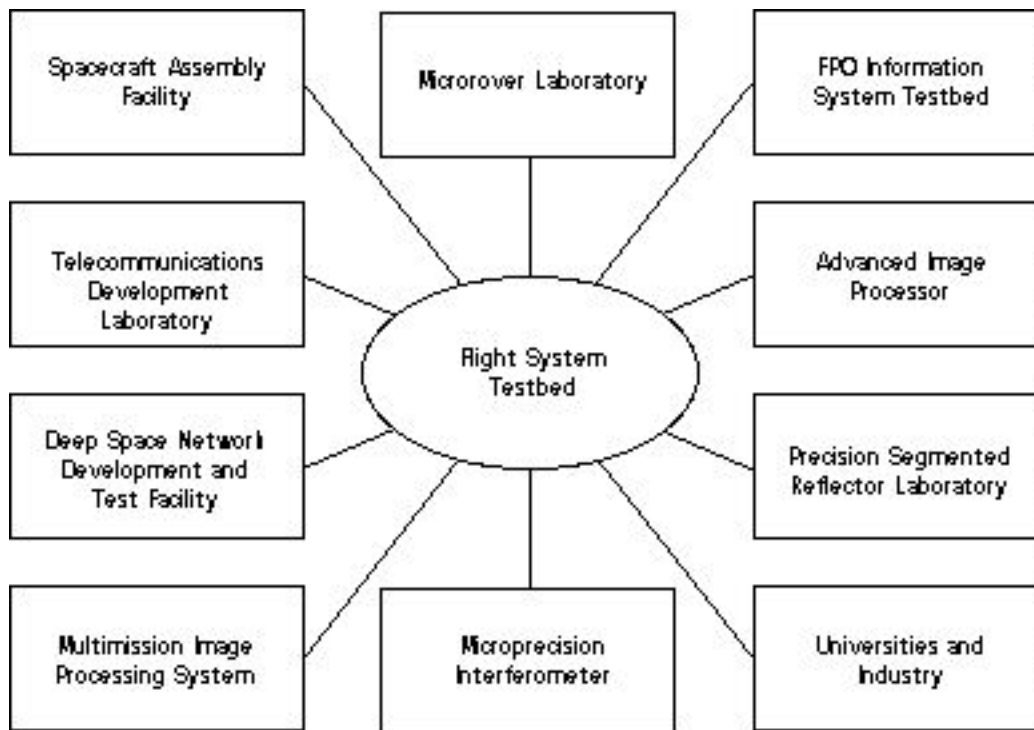 Spacecraft Assembly
Facility
Microrover Laboratory
FPO Information
System Testbed
Telecommunications
Development
Laboratory
Advanced Image
Processor
Flight System
Testbed
Deep Space Network
Development and
Test Facility
Precision Segmented
Reflector Laboratory
Multimission Image
Processing System
Microprecision
Interferometer
Universities and
Industry